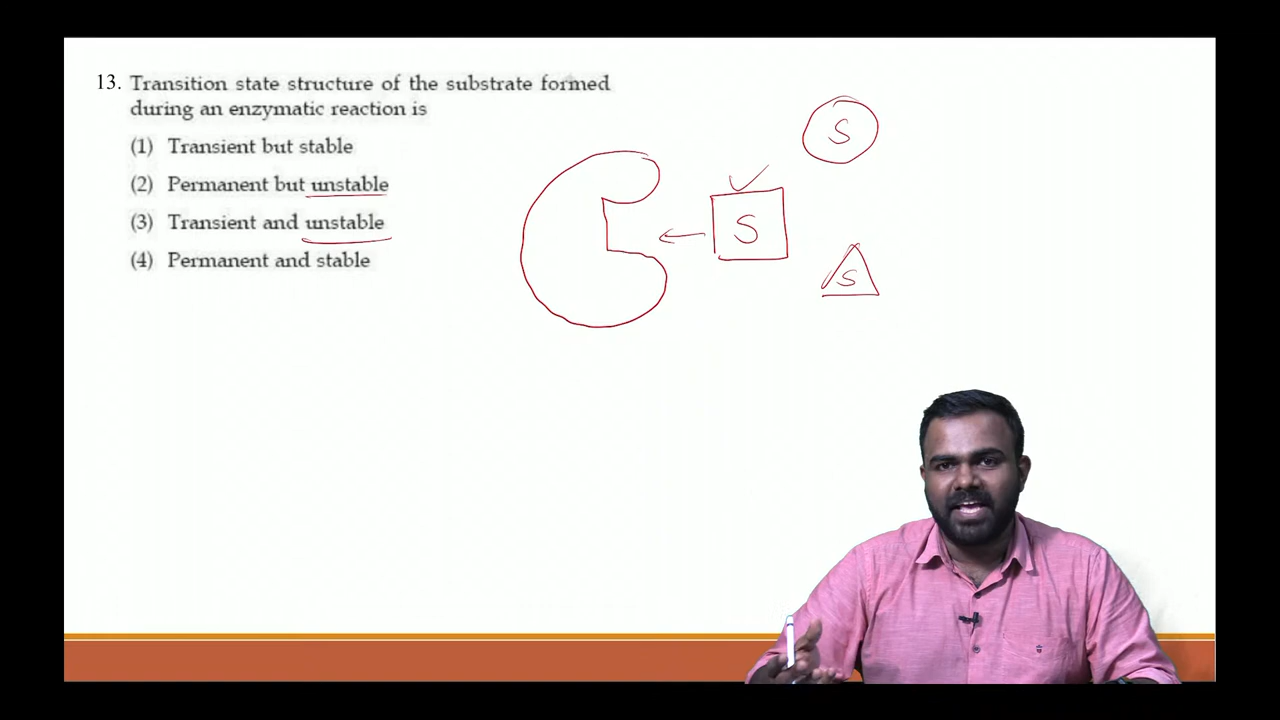 13. Transition state structure of the substrate formed
during an enzymatic reaction is
(1) Transient but stable
(2) Permanent but unstable
(3) Transient and unstable
(4) Permanent and stable
S
S
S